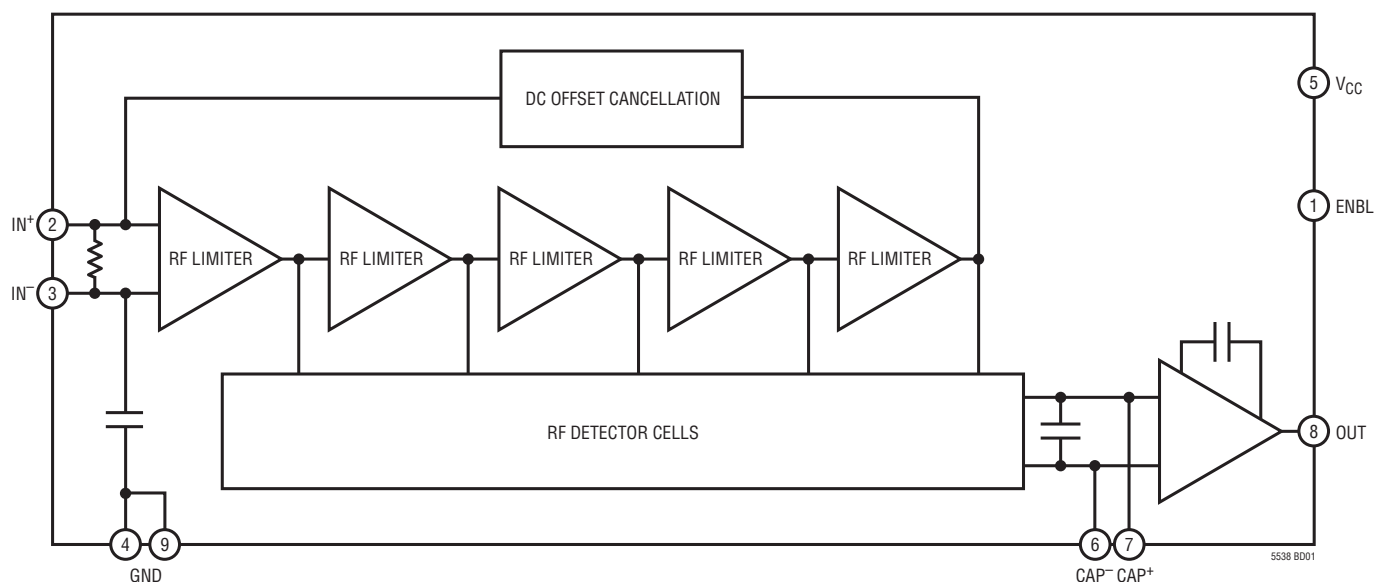 DC OFFSET CANCELLATION
5 VCC
1 ENBL
IN+ 2
IN− 3
RF LIMITER RF LIMITER RF LIMITER RF LIMITER RF LIMITER
RF DETECTOR CELLS
8 OUT
4 9
GND
6 7
CAP− CAP+
5538 BD01